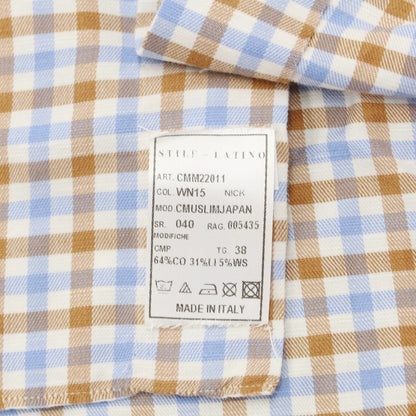 STILE - LATINO
ART. CMM22011
COL. WN15 NICK
MOD. CMUSLIMJAPAN
SR. 040 RAG. 005435
MODIFICHE
CMP TG. 38
64%CO 31%LI 5%WS
MADE IN ITALY